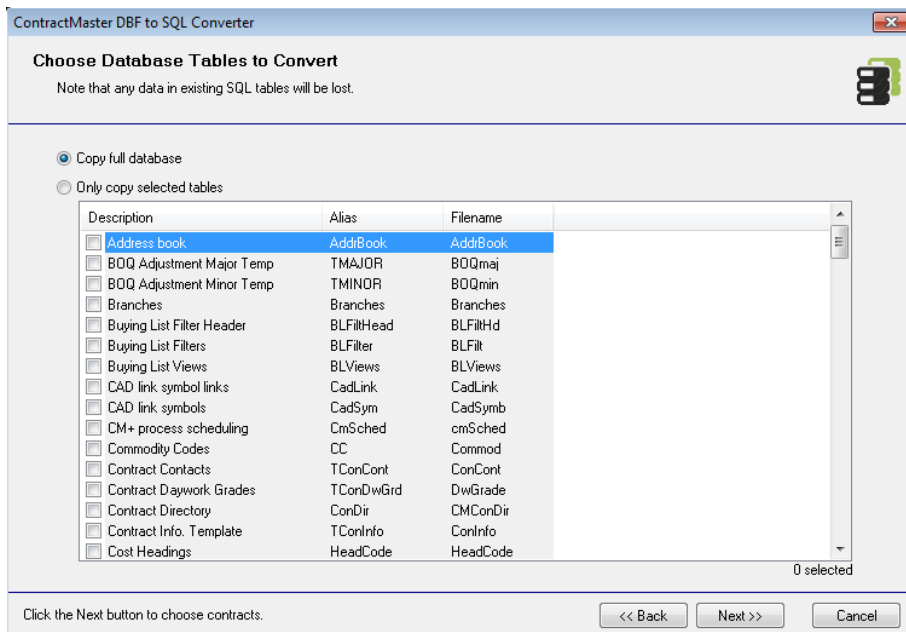 ContractMaster DBF to SQL Converter
Choose Database Tables to Convert
Note that any data in existing SQL tables will be lost.
Copy full database
Only copy selected tables
Description Alias Filename
Address book AddrBook AddrBook
BOQ Adjustment Major Temp TMAJOR BOQmaj
BOQ Adjustment Minor Temp TMINOR BOQmin
Branches Branches Branches
Buying List Filter Header BLFiltHead BLFiltHd
Buying List Filters BLFilter BLFilt
Buying List Views BLViews BLViews
CAD link symbol links CadLink CadLink
CAD link symbols CadSym CadSymb
CM+ process scheduling CmSched cmSched
Commodity Codes CC Commod
Contract Contacts TConCont ConCont
Contract Daywork Grades TConDwGrd DwGrade
Contract Directory ConDir CMConDir
Contract Info. Template TConInfo ConInfo
Cost Headings HeadCode HeadCode
0 selected
Click the Next button to choose contracts. << Back Next >> Cancel